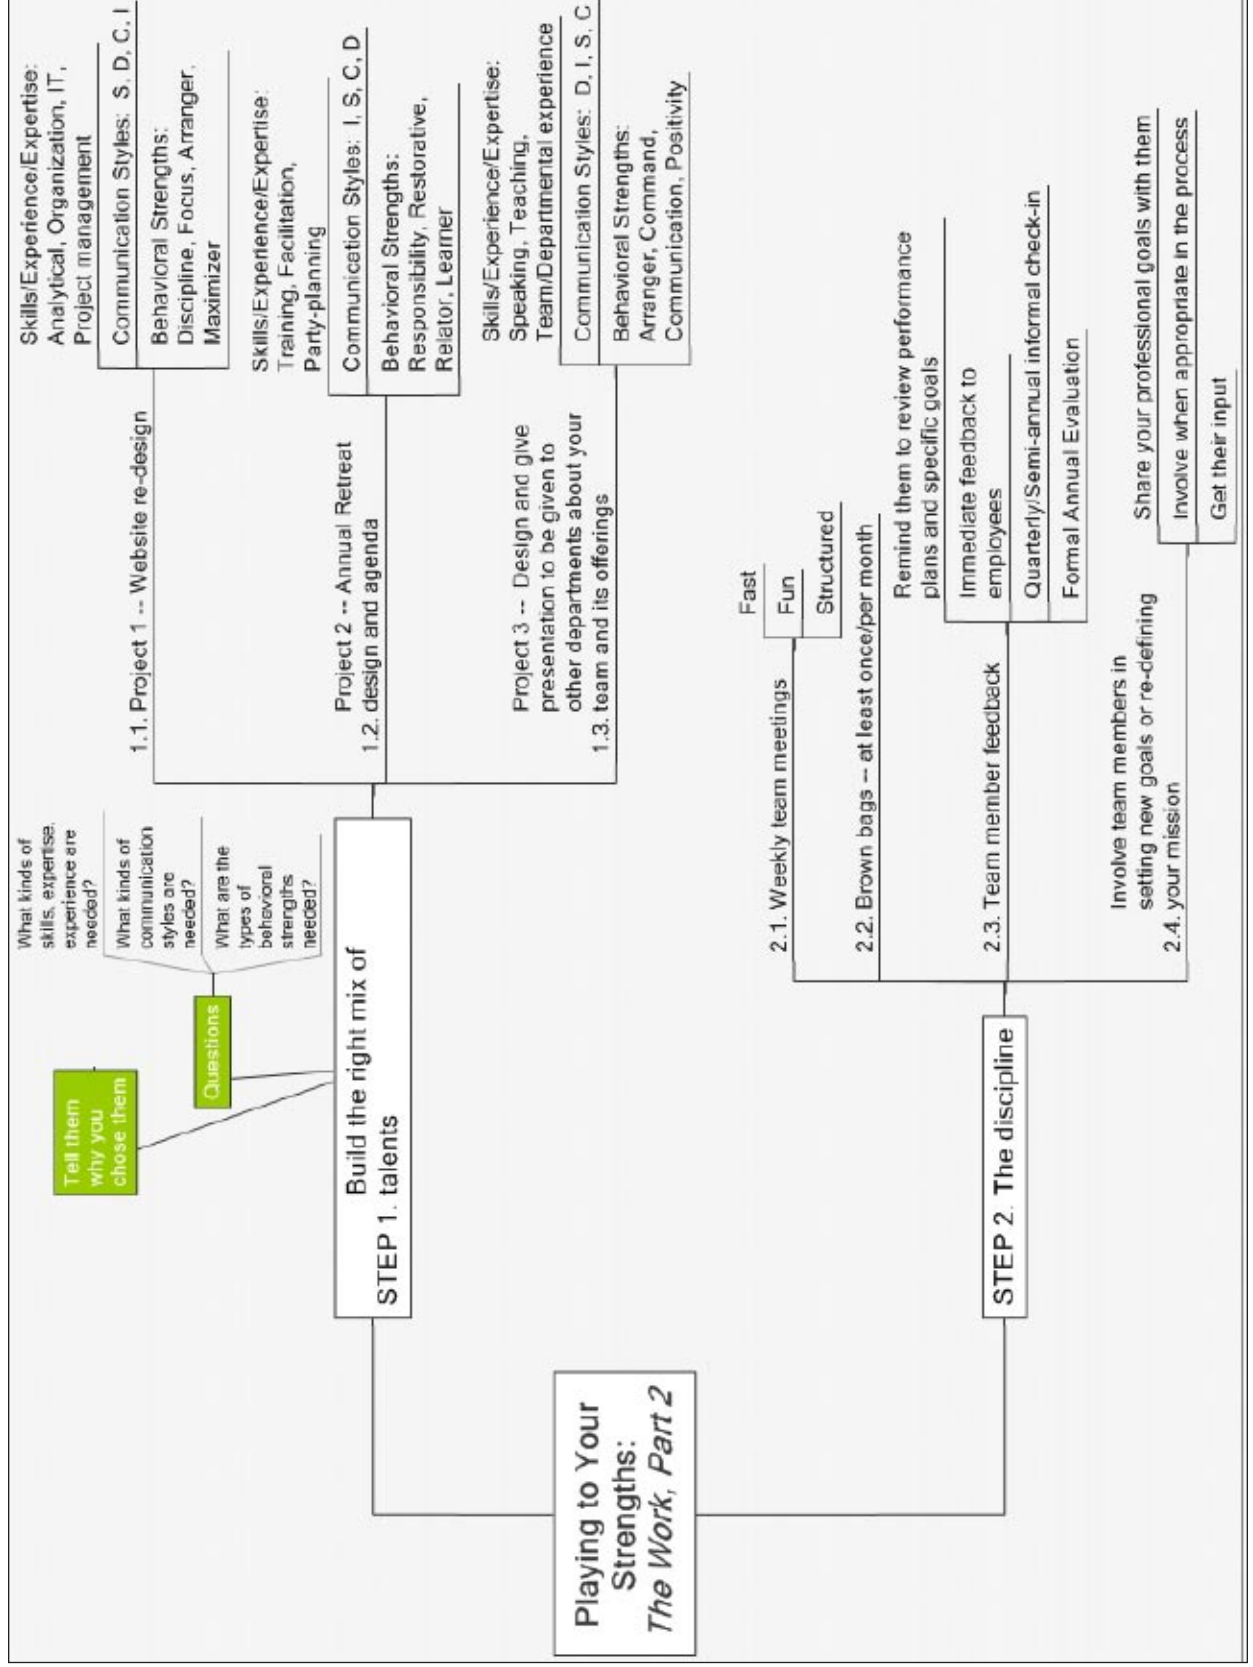 Playing to Your
Strengths:
The Work, Part 2
Tell them
why you
chose them
Questions
What kinds of
skills, expertise,
experience are
needed?
What kinds of
communication
styles are
needed?
What are the
types of
behavioral
strengths
needed?
Build the right mix of
STEP 1. talents
1.1. Project 1 -- Website re-design
Skills/Experience/Expertise:
Analytical, Organization, IT,
Project management
Communication Styles: S, D, C, I
Behavioral Strengths:
Discipline, Focus, Arranger,
Maximizer
Project 2 -- Annual Retreat
1.2. design and agenda
Skills/Experience/Expertise:
Training, Facilitation,
Party-planning
Communication Styles: I, S, C, D
Behavioral Strengths:
Responsibility, Restorative,
Relator, Learner
Project 3 -- Design and give
presentation to be given to
other departments about your
1.3. team and its offerings
Skills/Experience/Expertise:
Speaking, Teaching,
Team/Departmental experience
Communication Styles: D, I, S, C
Behavioral Strengths:
Arranger, Command,
Communication, Positivity
STEP 2. The discipline
2.1. Weekly team meetings
Fast
Fun
Structured
2.2. Brown bags -- at least once/per month
2.3. Team member feedback
Remind them to review performance
plans and specific goals
Immediate feedback to
employees
Quarterly/Semi-annual informal check-in
Formal Annual Evaluation
Involve team members in
setting new goals or re-defining
2.4. your mission
Share your professional goals with them
Involve when appropriate in the process
Get their input